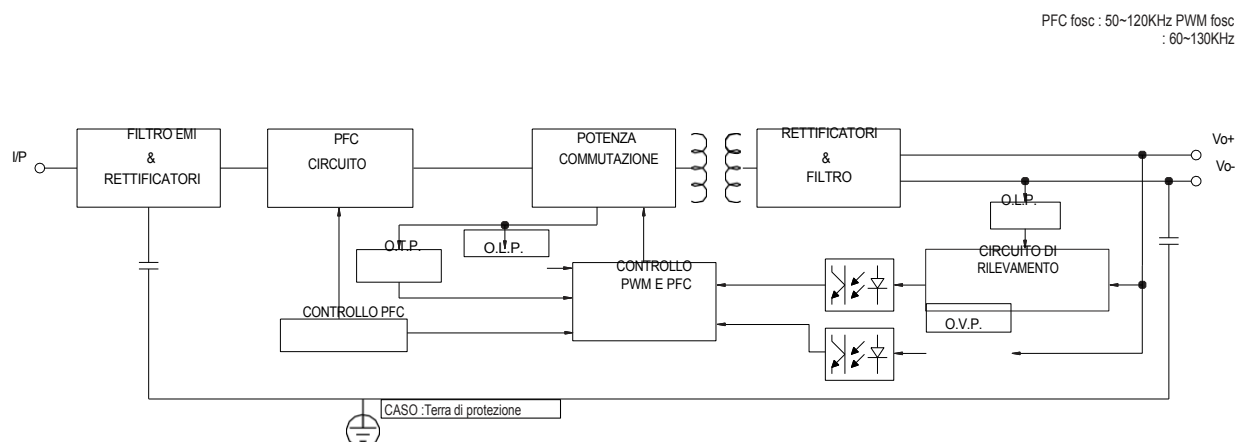 PFC fosc : 50~120KHz PWM fosc
: 60~130KHz
I/P
FILTRO EMI
&
RETTIFICATORI
PFC
CIRCUITO
POTENZA
COMMUTAZIONE
RETTIFICATORI
&
FILTRO
Vo+
Vo-
O.T.P.
O.L.P.
CONTROLLO
PWM E PFC
O.L.P.
CIRCUITO DI
RILEVAMENTO
CONTROLLO PFC
O.V.P.
CASO :Terra di protezione